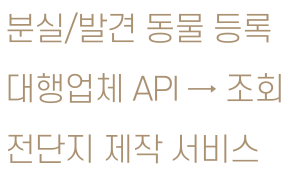 분실/발견 동물 등록
대행업체 API → 조회
전단지 제작 서비스